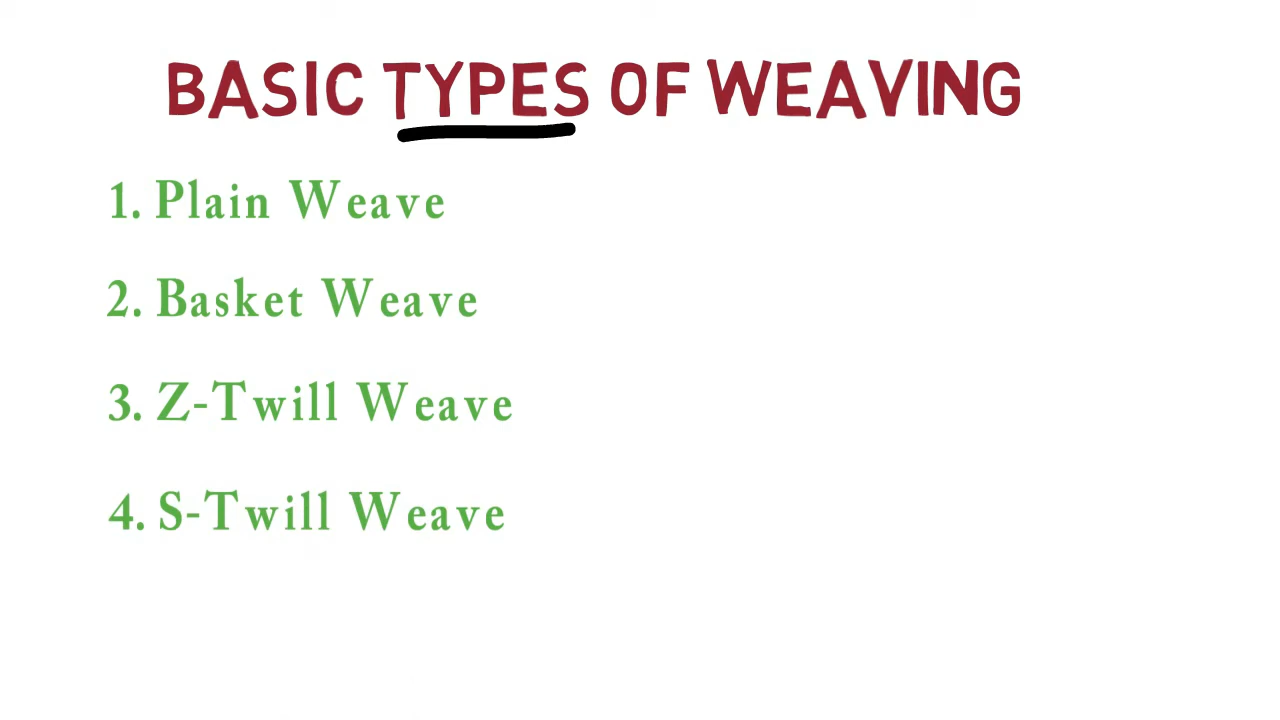 BASIC TYPES OF WEAVING
1. Plain Weave
2. Basket Weave
3. Z-Twill Weave
4. S-Twill Weave